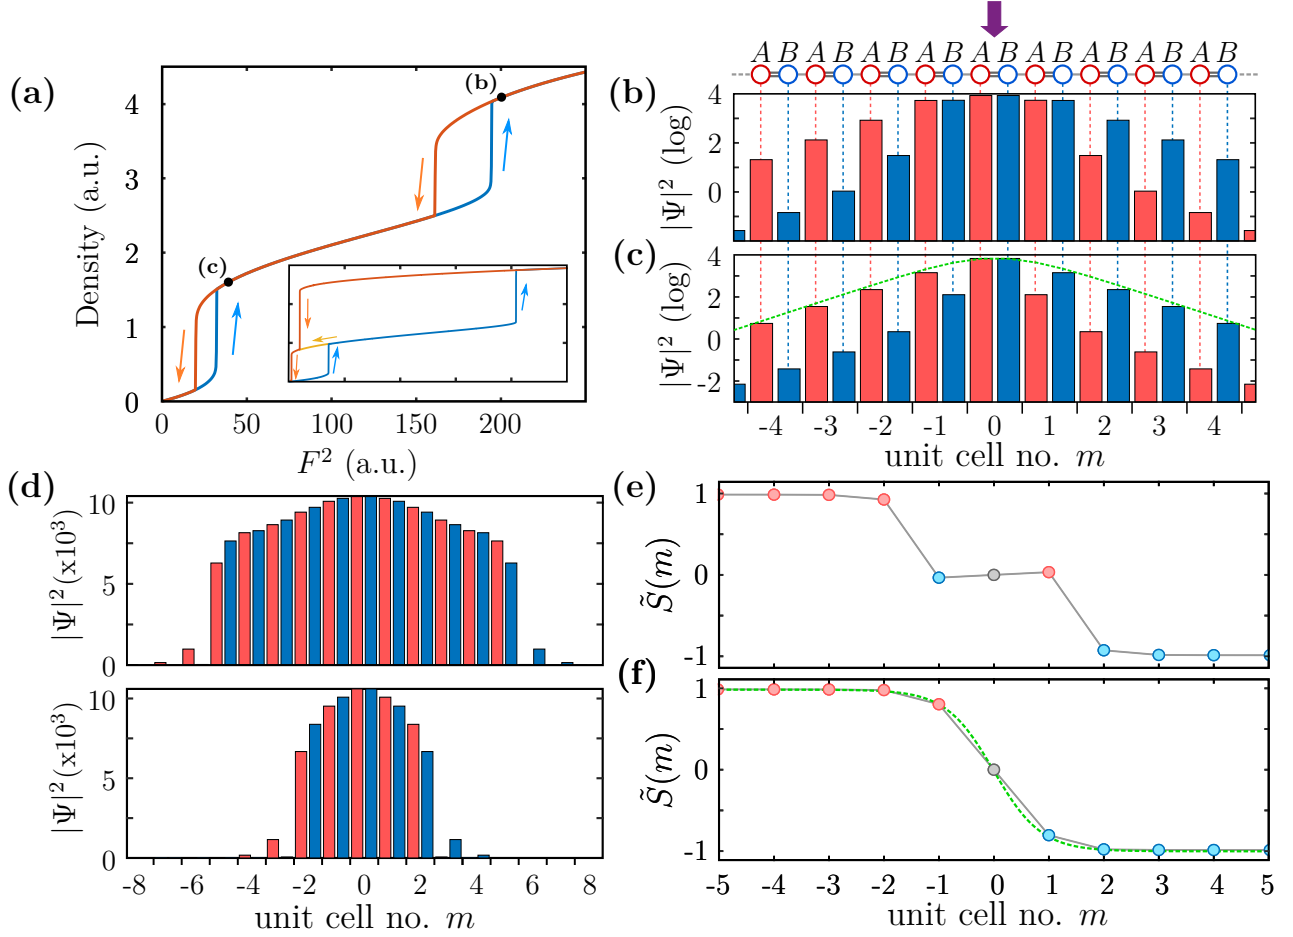 (a)
Density (a.u.)
4
3
2
1
0
(b)
(c)
0 50 100 150 200
F² (a.u.)
A B A B A B A B A B A B A B A B A B
(b)
|Ψ|² (log)
4
2
0
(c)
|Ψ|² (log)
4
2
0
-2
-4 -3 -2 -1 0 1 2 3 4
unit cell no. m
(d)
|Ψ|² (x10³)
10
5
0
|Ψ|² (x10³)
10
5
0
-8 -6 -4 -2 0 2 4 6 8
unit cell no. m
(e)
S̃(m)
1
0
-1
(f)
S̃(m)
1
0
-1
-5 -4 -3 -2 -1 0 1 2 3 4 5
unit cell no. m